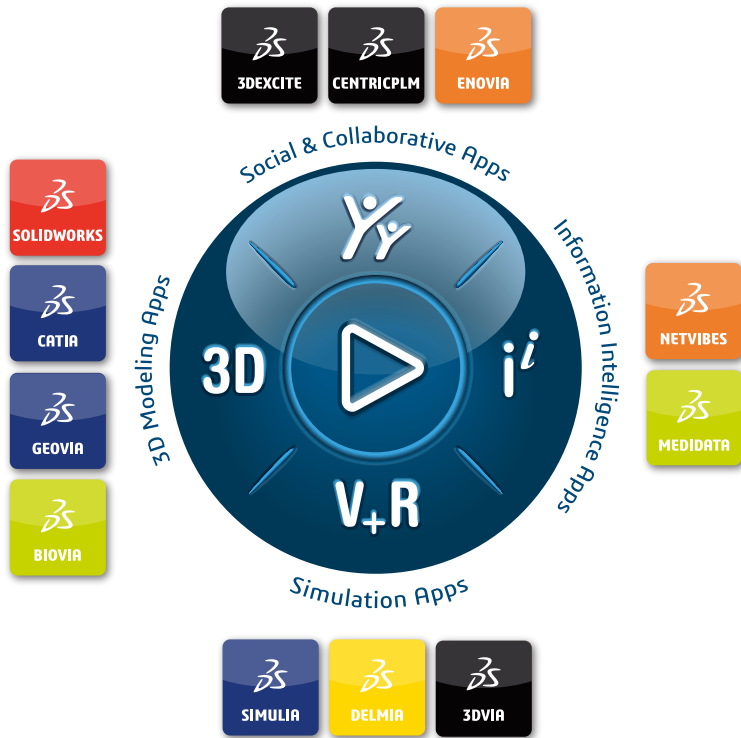 3DEXCITE
CENTRICPLM
ENOVIA
Social & Collaborative Apps
SOLIDWORKS
CATIA
GEOVIA
BIOVIA
3D Modeling Apps
3D
i i
V+R
Information Intelligence Apps
NETVIBES
MEDIDATA
Simulation Apps
SIMULIA
DELMIA
3DVIA